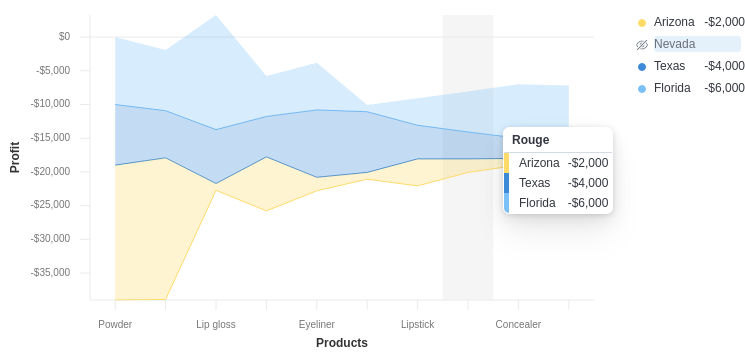 $0
-$5,000
-$10,000
-$15,000
-$20,000
-$25,000
-$30,000
-$35,000
Profit
Powder
Lip gloss
Eyeliner
Lipstick
Concealer
Products
Rouge
Arizona -$2,000
Texas -$4,000
Florida -$6,000
Arizona -$2,000
Nevada
Texas -$4,000
Florida -$6,000